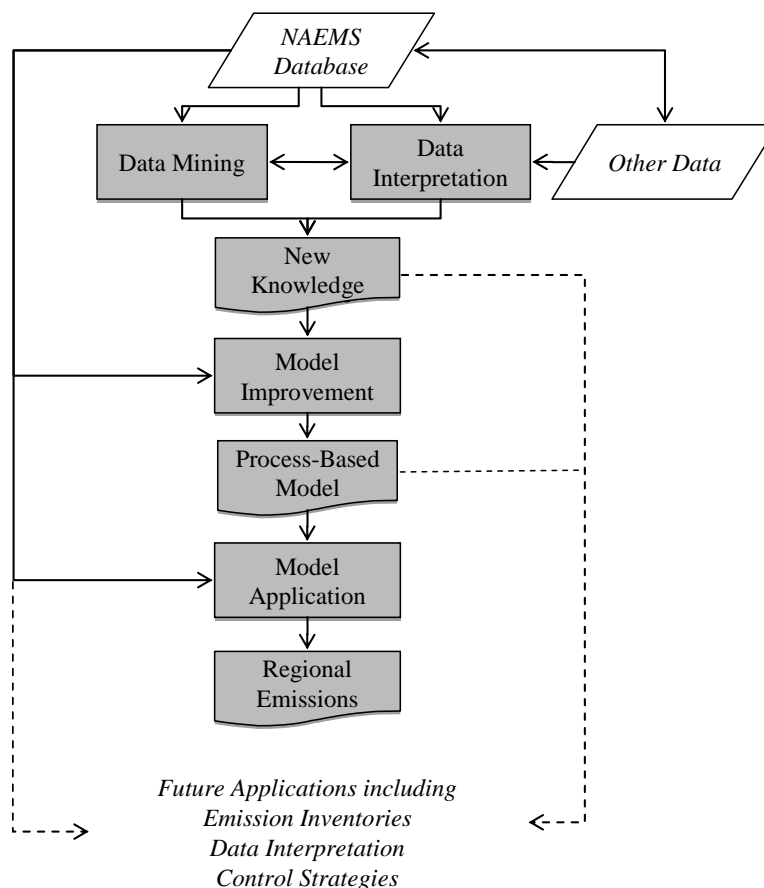 NAEMS
Database
Data Mining
Data
Interpretation
Other Data
New
Knowledge
Model
Improvement
Process-Based
Model
Model
Application
Regional
Emissions
Future Applications including
Emission Inventories
Data Interpretation
Control Strategies